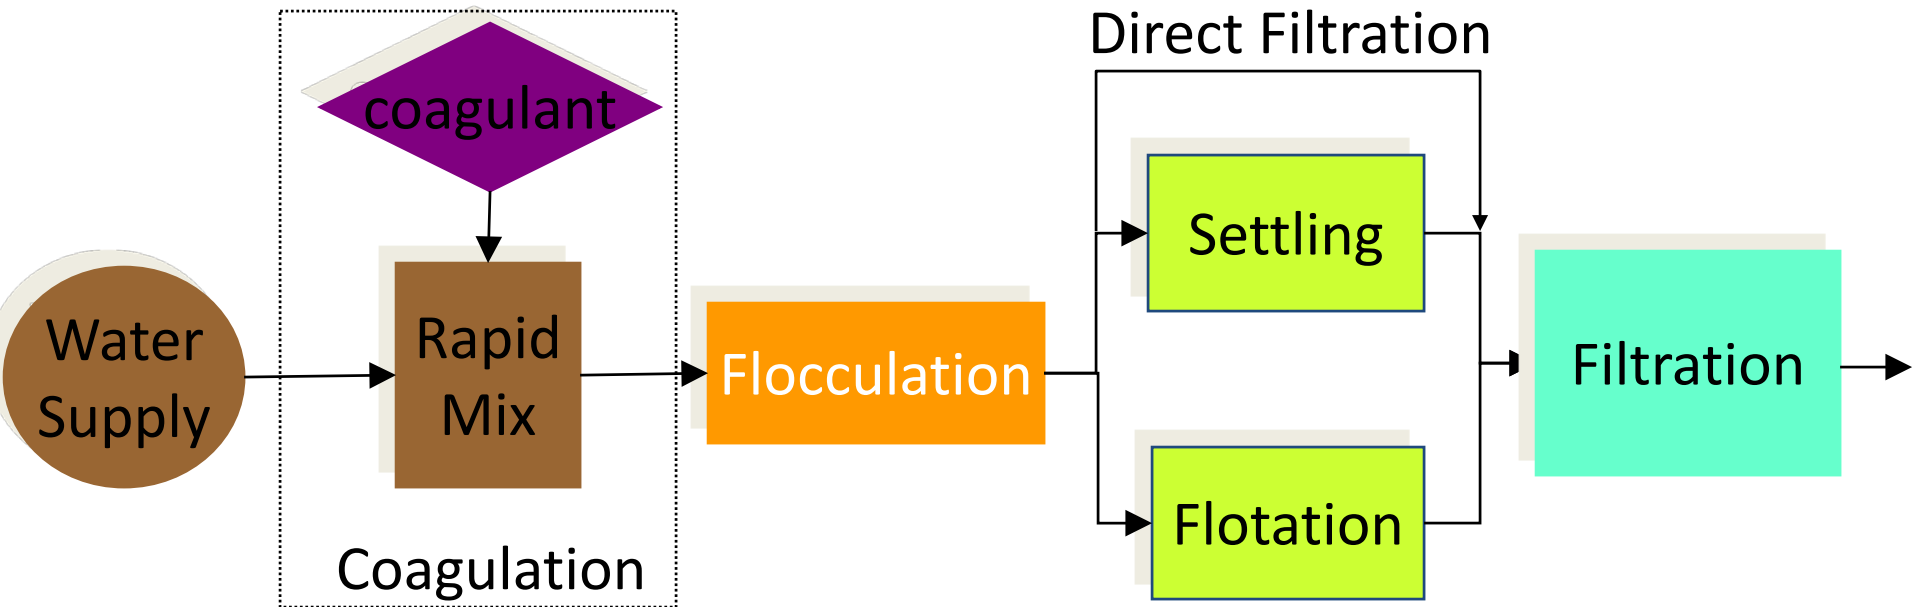 Direct Filtration
coagulant
Settling
Water
Supply
Rapid
Mix
Flocculation
Filtration
Flotation
Coagulation